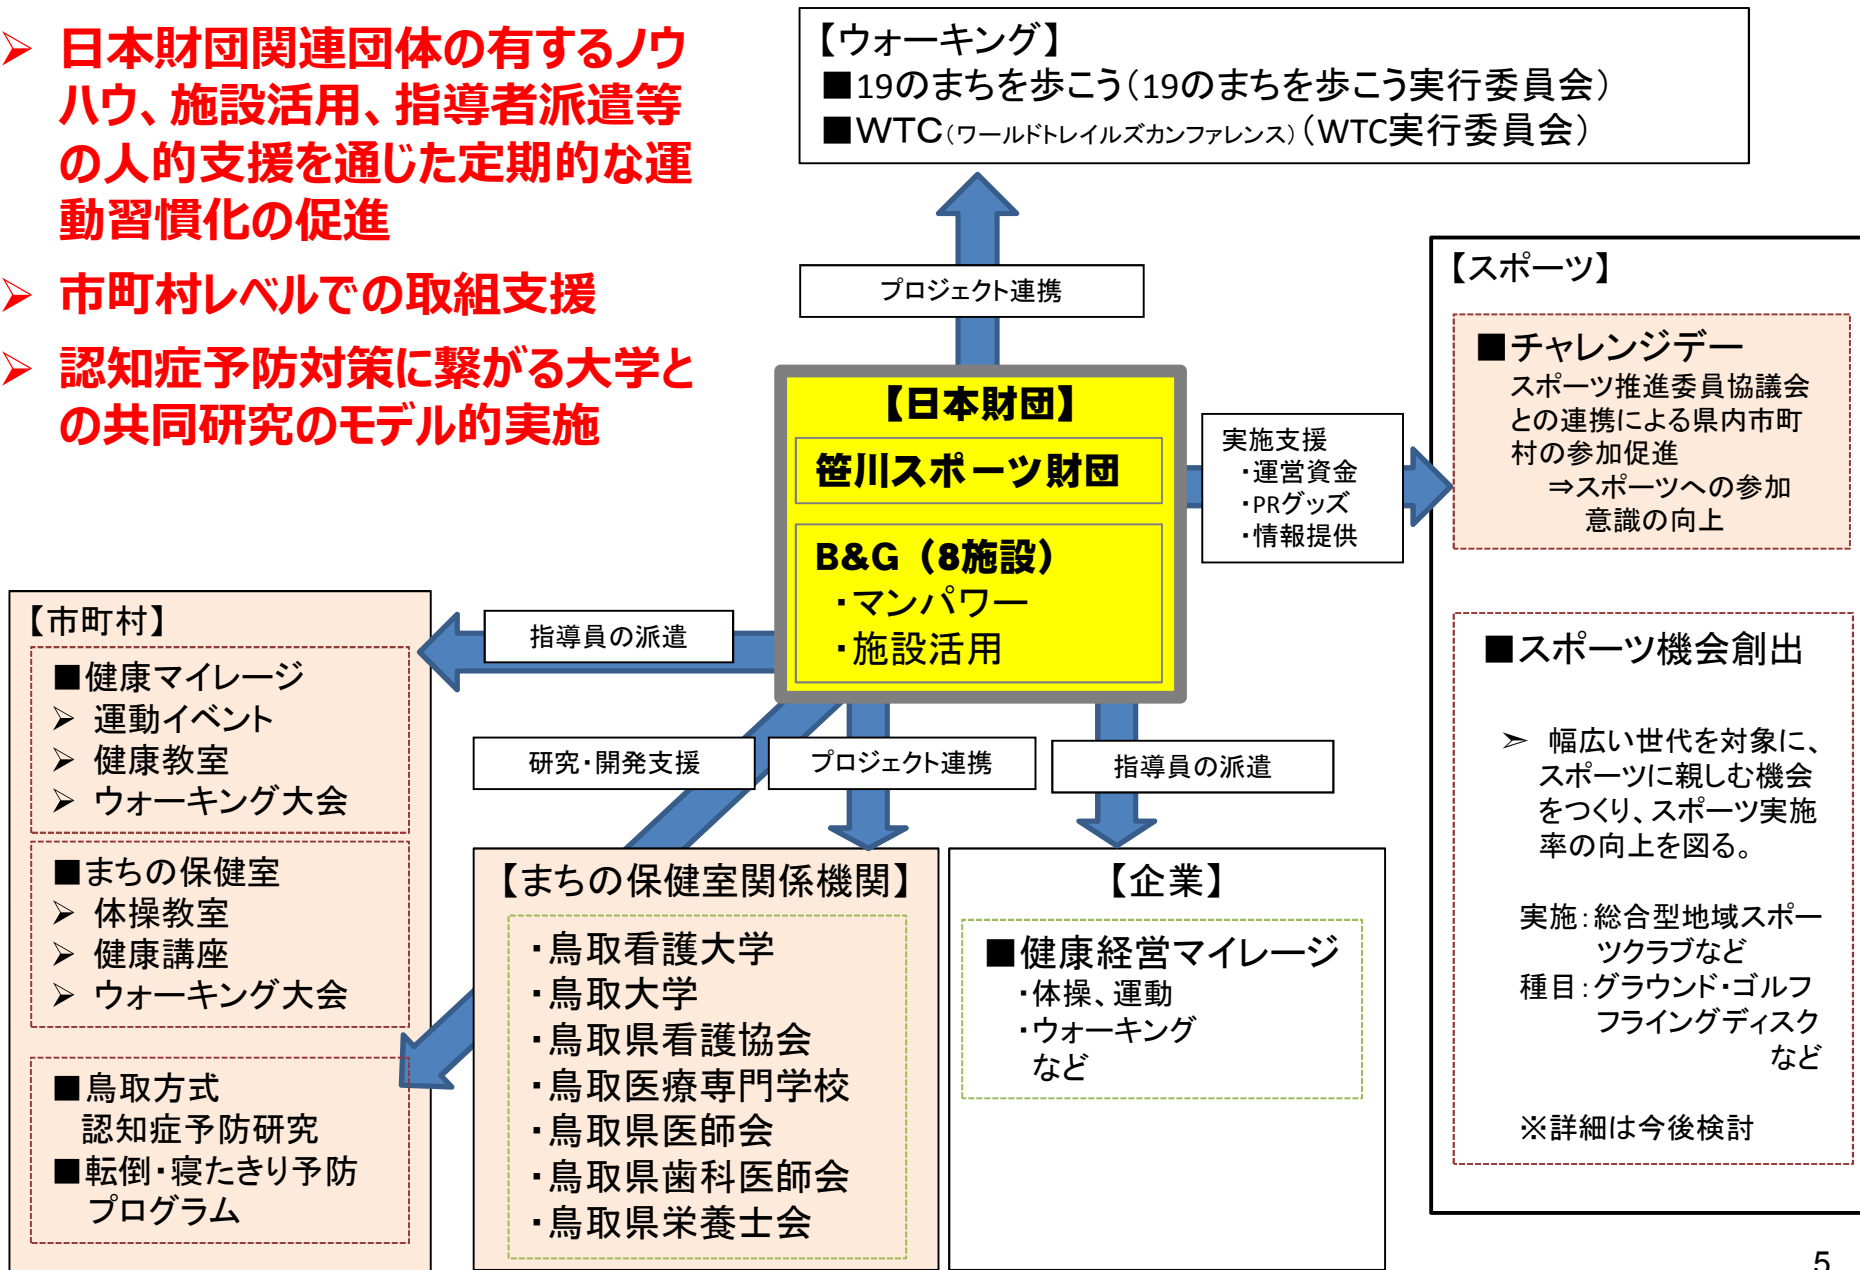 ➢ 日本財団関連団体の有するノウ
ハウ、施設活用、指導者派遣等
の人的支援を通じた定期的な運
動習慣化の促進
➢ 市町村レベルでの取組支援
➢ 認知症予防対策に繋がる大学と
の共同研究のモデル的実施
【ウォーキング】
■19のまちを歩こう(19のまちを歩こう実行委員会)
■WTC(ワールドトレイルズカンファレンス)(WTC実行委員会)
プロジェクト連携
【日本財団】
笹川スポーツ財団
B&G(8施設)
・マンパワー
・施設活用
実施支援
・運営資金
・PRグッズ
・情報提供
【スポーツ】
■チャレンジデー
スポーツ推進委員協議会
との連携による県内市町
村の参加促進
⇒スポーツへの参加
意識の向上
■スポーツ機会創出
➢ 幅広い世代を対象に、
スポーツに親しむ機会
をつくり、スポーツ実施
率の向上を図る。
実施:総合型地域スポー
ツクラブなど
種目:グラウンド・ゴルフ
フライングディスク
など
※詳細は今後検討
指導員の派遣
【市町村】
■健康マイレージ
➢ 運動イベント
➢ 健康教室
➢ ウォーキング大会
■まちの保健室
➢ 体操教室
➢ 健康講座
➢ ウォーキング大会
■鳥取方式
認知症予防研究
■転倒・寝たきり予防
プログラム
研究・開発支援
プロジェクト連携
指導員の派遣
【まちの保健室関係機関】
・鳥取看護大学
・鳥取大学
・鳥取県看護協会
・鳥取医療専門学校
・鳥取県医師会
・鳥取県歯科医師会
・鳥取県栄養士会
【企業】
■健康経営マイレージ
・体操、運動
・ウォーキング
など
5